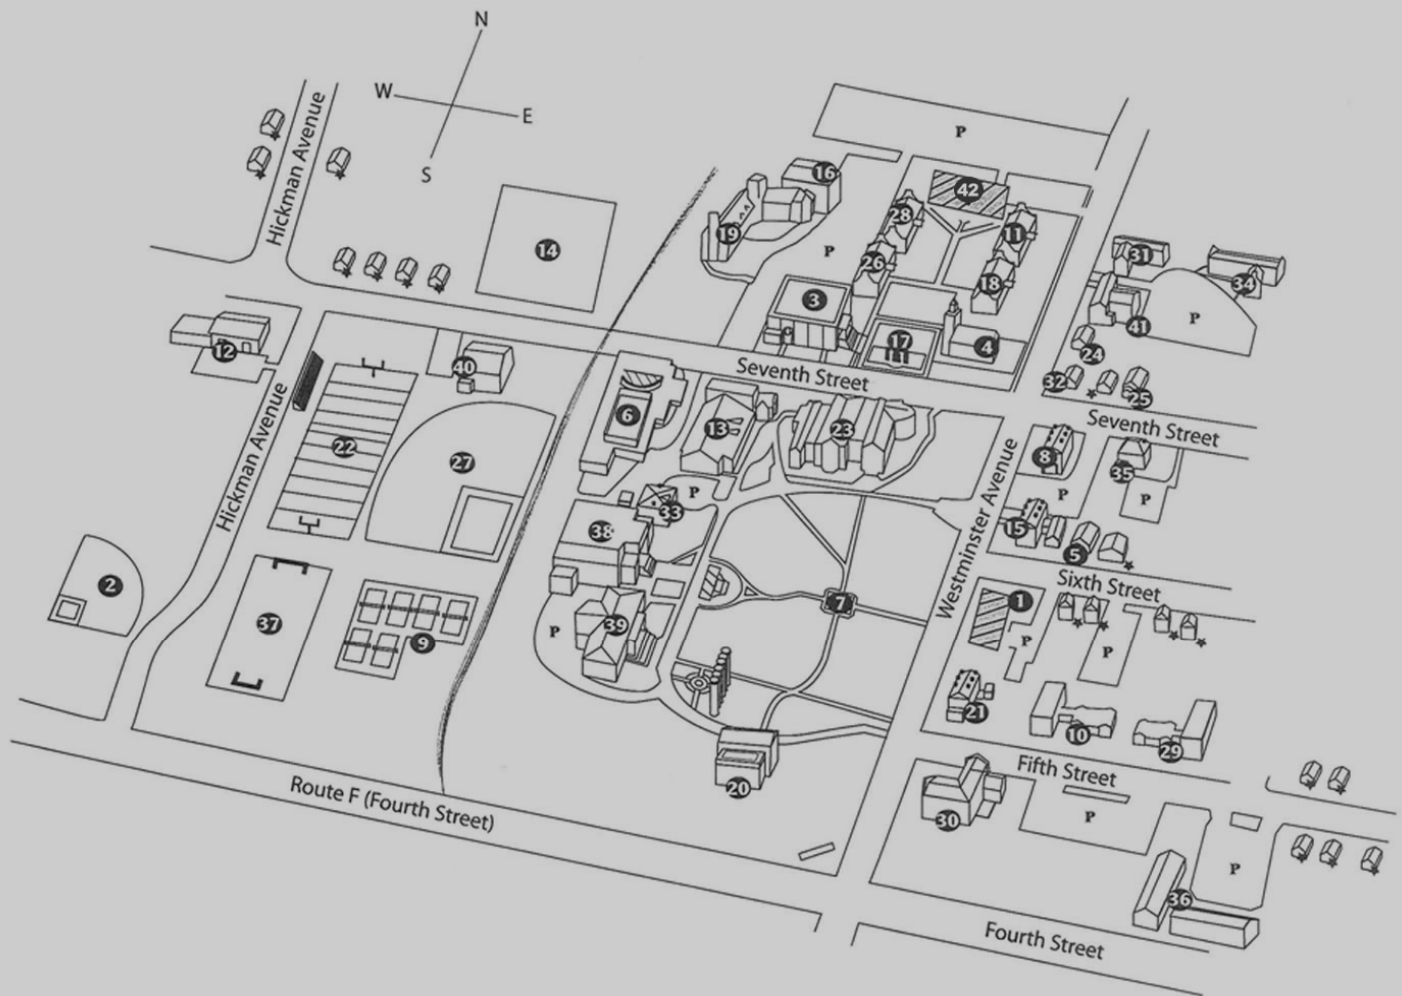 N
W
E
S
Hickman Avenue
P
16
42
28
19
11
14
P
31
26
34
18
3
P
41
17
4
12
24
40
Seventh Street
32
25
6
13
23
Seventh Street
22
8
27
35
Hickman Avenue
P
P
P
33
15
38
5
Westminster Avenue
Sixth Street
2
7
1
37
39
P
9
P
P
21
10
29
Fifth Street
20
Route F (Fourth Street)
30
P
P
36
Fourth Street